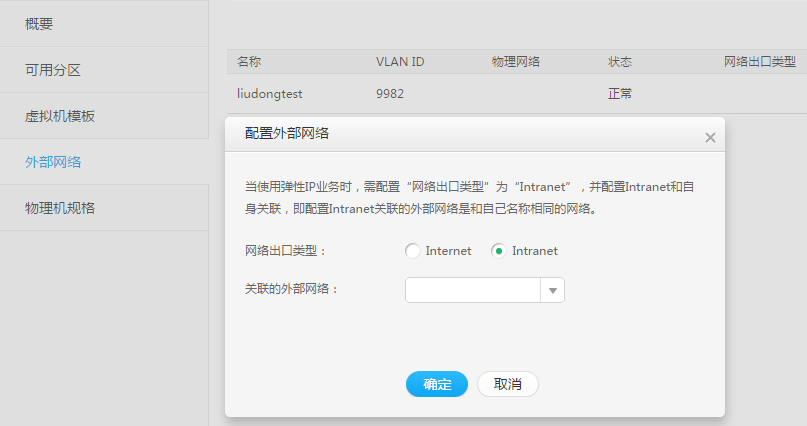 概要
可用分区
虚拟机模板
外部网络
物理机规格
名称 VLAN ID 物理网络 状态 网络出口类型
liudongtest 9982 正常
配置外部网络
当使用弹性IP业务时，需配置“网络出口类型”为“Intranet”，并配置Intranet和自
身关联，即配置Intranet关联的外部网络是和自己名称相同的网络。
网络出口类型： Internet Intranet
关联的外部网络：
确定 取消